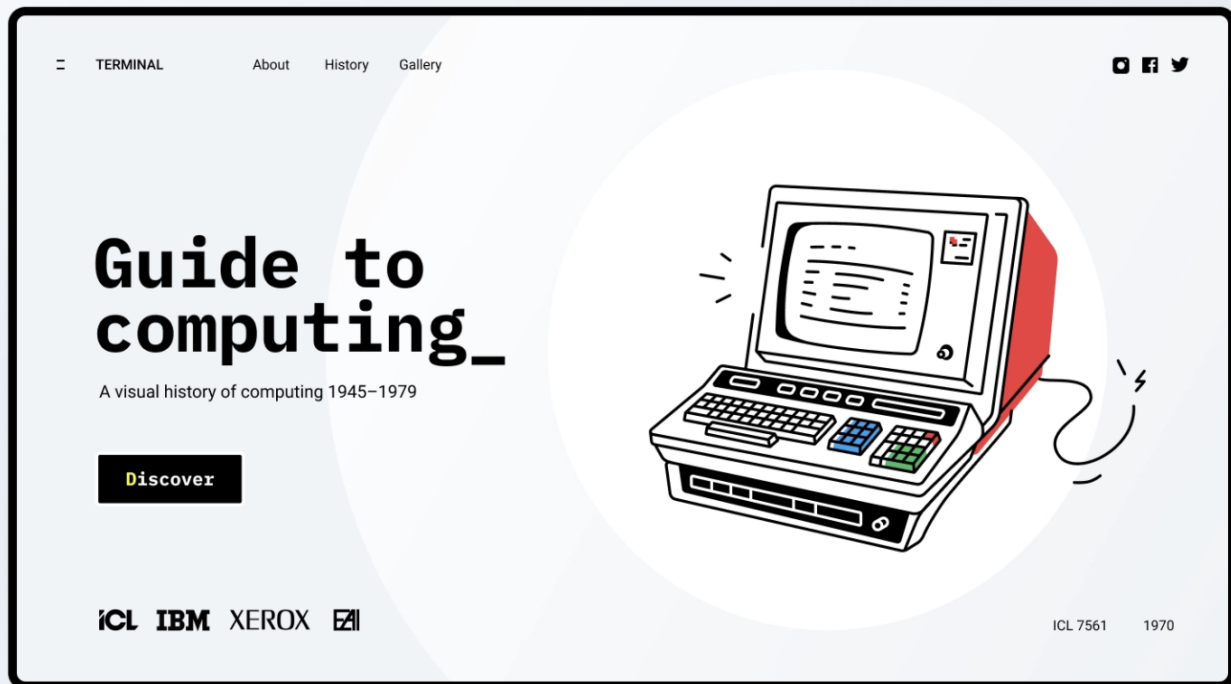 TERMINAL About History Gallery
Guide to
computing_
A visual history of computing 1945–1979
Discover
ICL IBM XEROX EAI
ICL 7561 1970